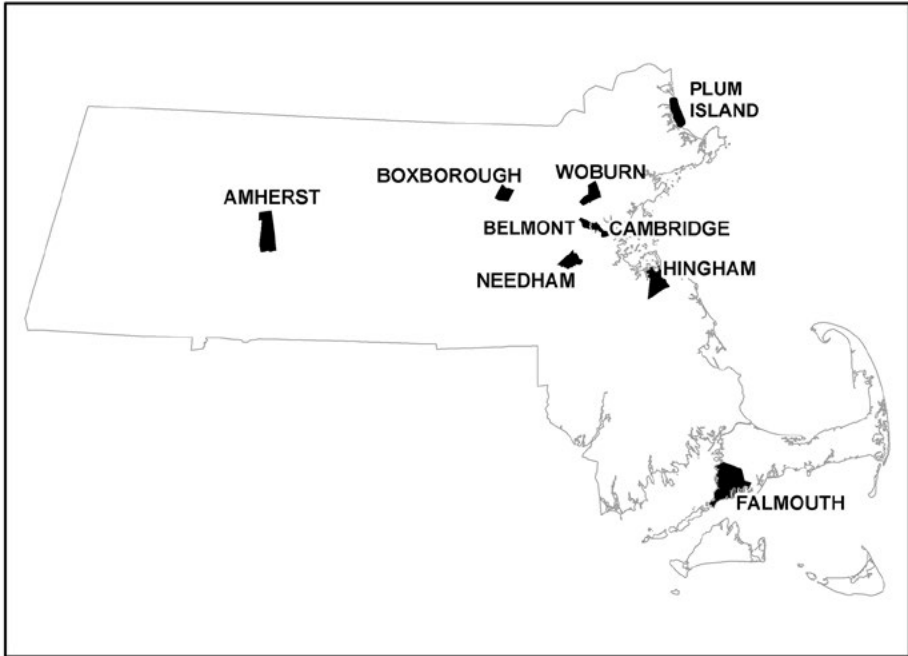 PLUM
ISLAND
BOXBOROUGH
WOBURN
AMHERST
BELMONT
CAMBRIDGE
NEEDHAM
HINGHAM
FALMOUTH